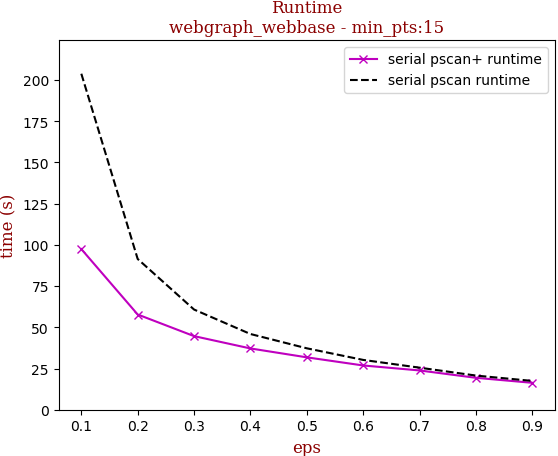 Runtime
webgraph_webbase - min_pts:15
serial pscan+ runtime
serial pscan runtime
time (s)
200
175
150
125
100
75
50
25
0
0.1 0.2 0.3 0.4 0.5 0.6 0.7 0.8 0.9
eps